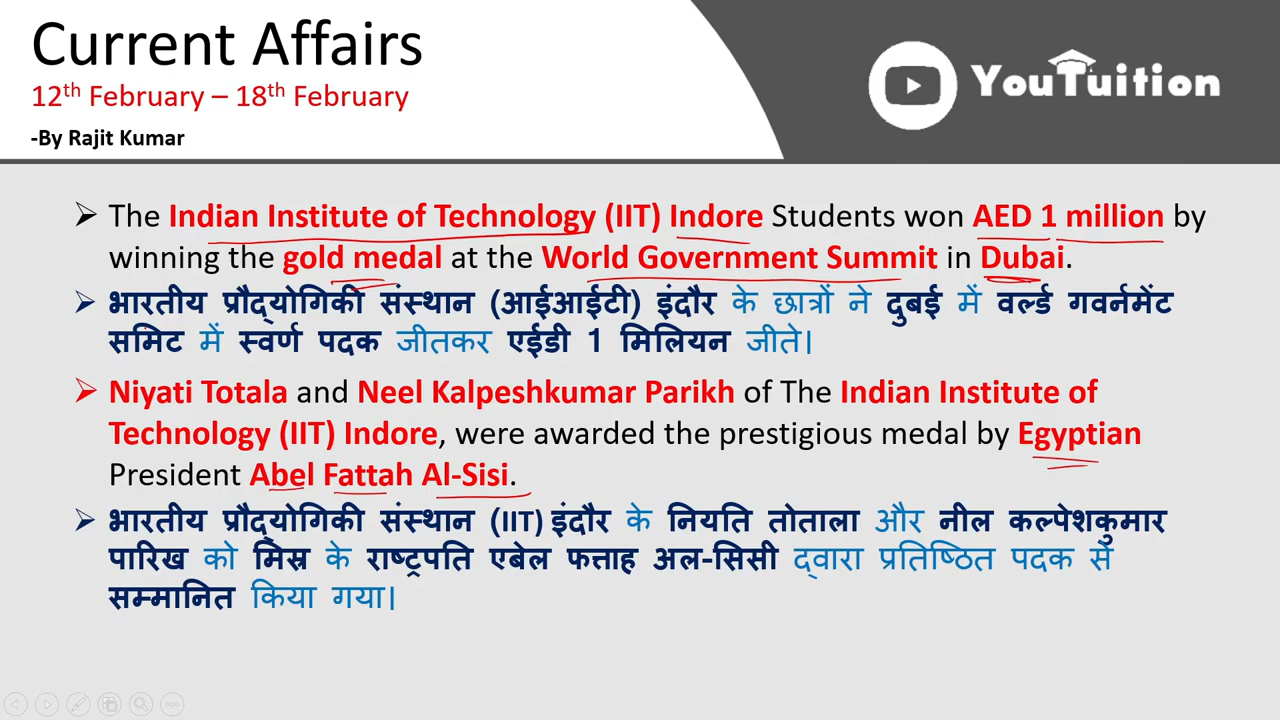 Current Affairs
12th February – 18th February
-By Rajit Kumar
YouTuition
The Indian Institute of Technology (IIT) Indore Students won AED 1 million by
winning the gold medal at the World Government Summit in Dubai.
भारतीय प्रौद्योगिकी संस्थान (आईआईटी) इंदौर के छात्रों ने दुबई में वर्ल्ड गवर्नमेंट
समिट में स्वर्ण पदक जीतकर एईडी 1 मिलियन जीते।
Niyati Totala and Neel Kalpeshkumar Parikh of The Indian Institute of
Technology (IIT) Indore, were awarded the prestigious medal by Egyptian
President Abel Fattah Al-Sisi.
भारतीय प्रौद्योगिकी संस्थान (IIT) इंदौर के नियति तोताला और नील कल्पेशकुमार
पारिख को मिस्र के राष्ट्रपति एबेल फत्ताह अल-सिसी द्वारा प्रतिष्ठित पदक से
सम्मानित किया गया।